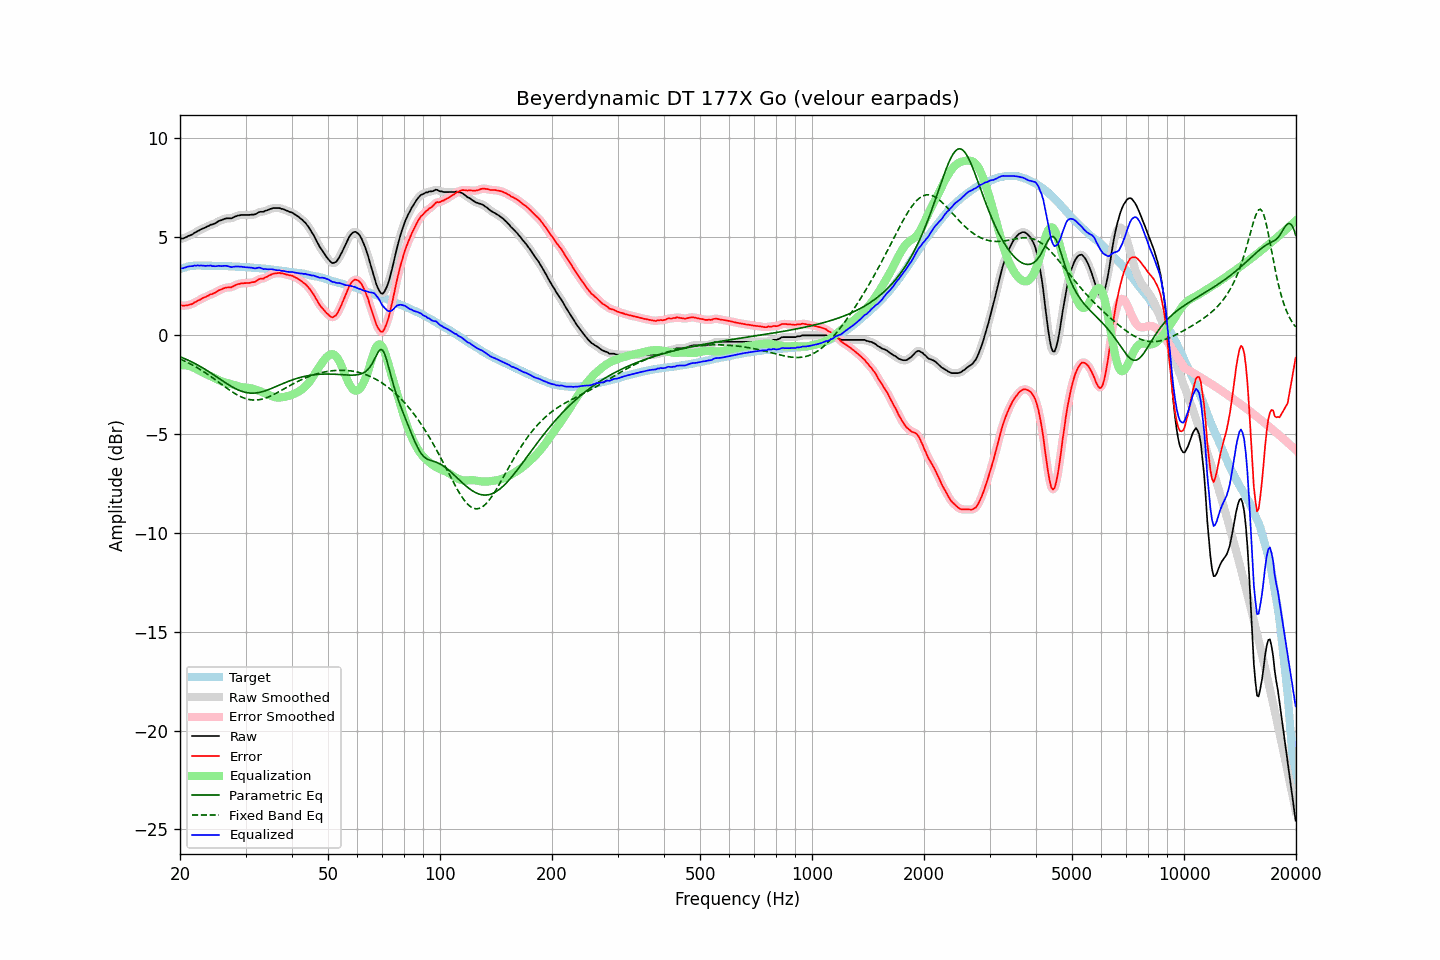 Beyerdynamic DT 177X Go (velour earpads)
Amplitude (dBr)
10
5
0
−5
−10
−15
−20
−25
Target
Raw Smoothed
Error Smoothed
Raw
Error
Equalization
Parametric Eq
Fixed Band Eq
Equalized
20 50 100 200 500 1000 2000 5000 10000 20000
Frequency (Hz)